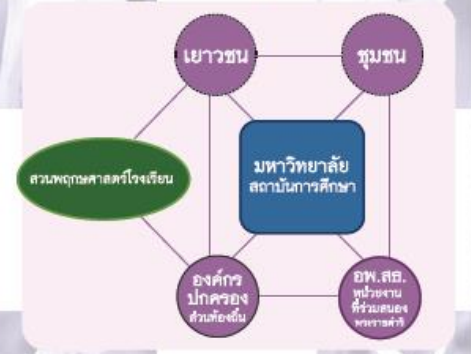 เยาวชน
ชุมชน
สวนพฤกษศาสตร์โรงเรียน
มหาวิทยาลัย
สถาบันการศึกษา
องค์กร
ปกครอง
ส่วนท้องถิ่น
อพ.สธ.
หน่วยงาน
ที่ร่วมสนอง
พระราชดำริ